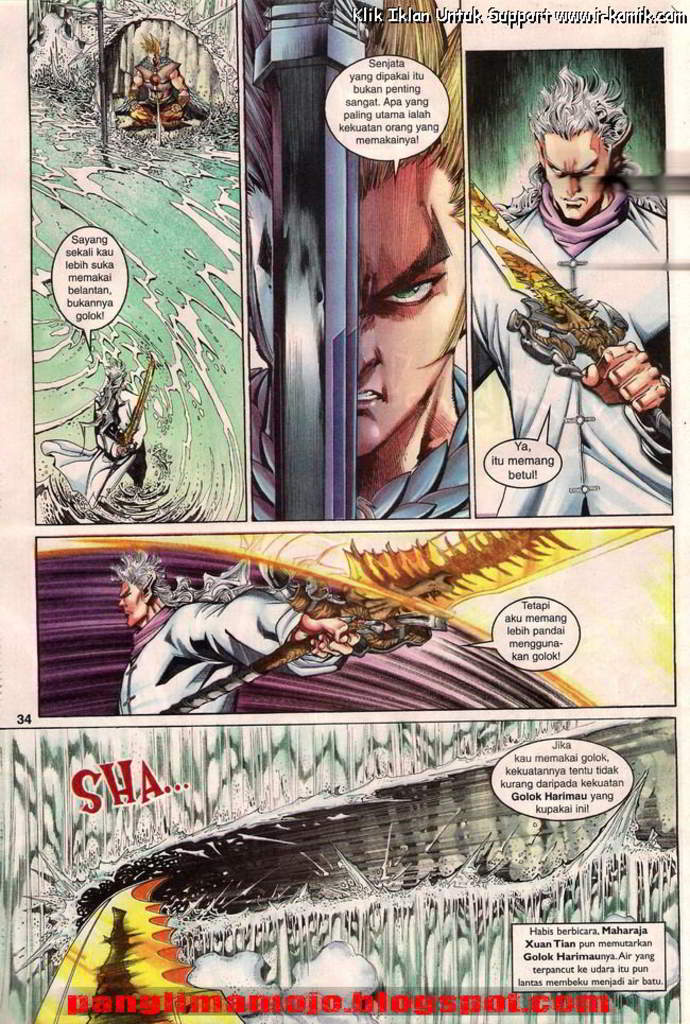 Klik Iklan Untuk Support www.ir-komik.com
Sayang
sekali kau
lebih suka
memakai
belantan,
bukannya
golok!
Senjata
yang dipakai itu
bukan penting
sangat. Apa yang
paling utama ialah
kekuatan orang yang
memakainya!
Ya,
itu memang
betul!
Tetapi
aku memang
lebih pandai
mengguna-
kan golok!
34
SHA...
Jika
kau memakai golok,
kekuatannya tentu tidak
kurang daripada kekuatan
Golok Harimau yang
kupakai ini!
Habis berbicara, Maharaja
Xuan Tian pun memutarkan
Golok Harimaunya. Air yang
terpancut ke udara itu pun
lantas membeku menjadi air batu.
panglimamojo.blogspot.com